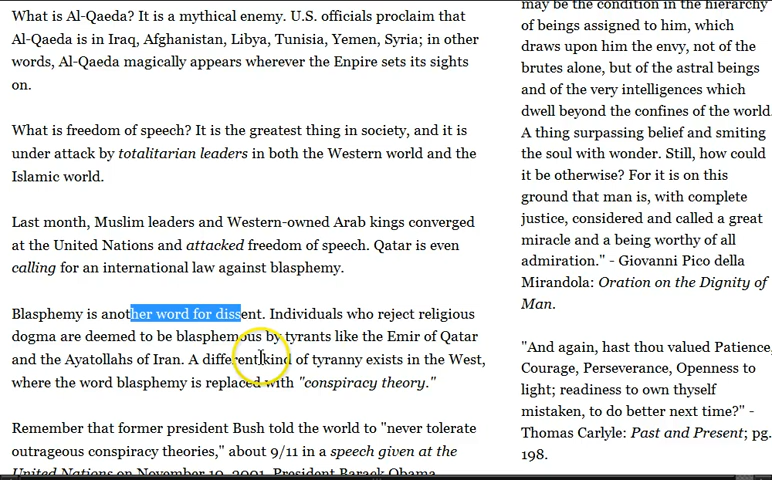 What is Al-Qaeda? It is a mythical enemy. U.S. officials proclaim that
Al-Qaeda is in Iraq, Afghanistan, Libya, Tunisia, Yemen, Syria; in other
words, Al-Qaeda magically appears wherever the Enpire sets its sights
on.
What is freedom of speech? It is the greatest thing in society, and it is
under attack by totalitarian leaders in both the Western world and the
Islamic world.
Last month, Muslim leaders and Western-owned Arab kings converged
at the United Nations and attacked freedom of speech. Qatar is even
calling for an international law against blasphemy.
Blasphemy is another word for dissent. Individuals who reject religious
dogma are deemed to be blasphemous by tyrants like the Emir of Qatar
and the Ayatollahs of Iran. A different kind of tyranny exists in the West,
where the word blasphemy is replaced with "conspiracy theory."
Remember that former president Bush told the world to "never tolerate
outrageous conspiracy theories," about 9/11 in a speech given at the
United Nations on November 10, 2001. President Barack Obama
may be the condition in the hierarchy
of beings assigned to him, which
draws upon him the envy, not of the
brutes alone, but of the astral beings
and of the very intelligences which
dwell beyond the confines of the world.
A thing surpassing belief and smiting
the soul with wonder. Still, how could
it be otherwise? For it is on this
ground that man is, with complete
justice, considered and called a great
miracle and a being worthy of all
admiration." - Giovanni Pico della
Mirandola: Oration on the Dignity of
Man.
"And again, hast thou valued Patience,
Courage, Perseverance, Openness to
light; readiness to own thyself
mistaken, to do better next time?" -
Thomas Carlyle: Past and Present; pg.
198.